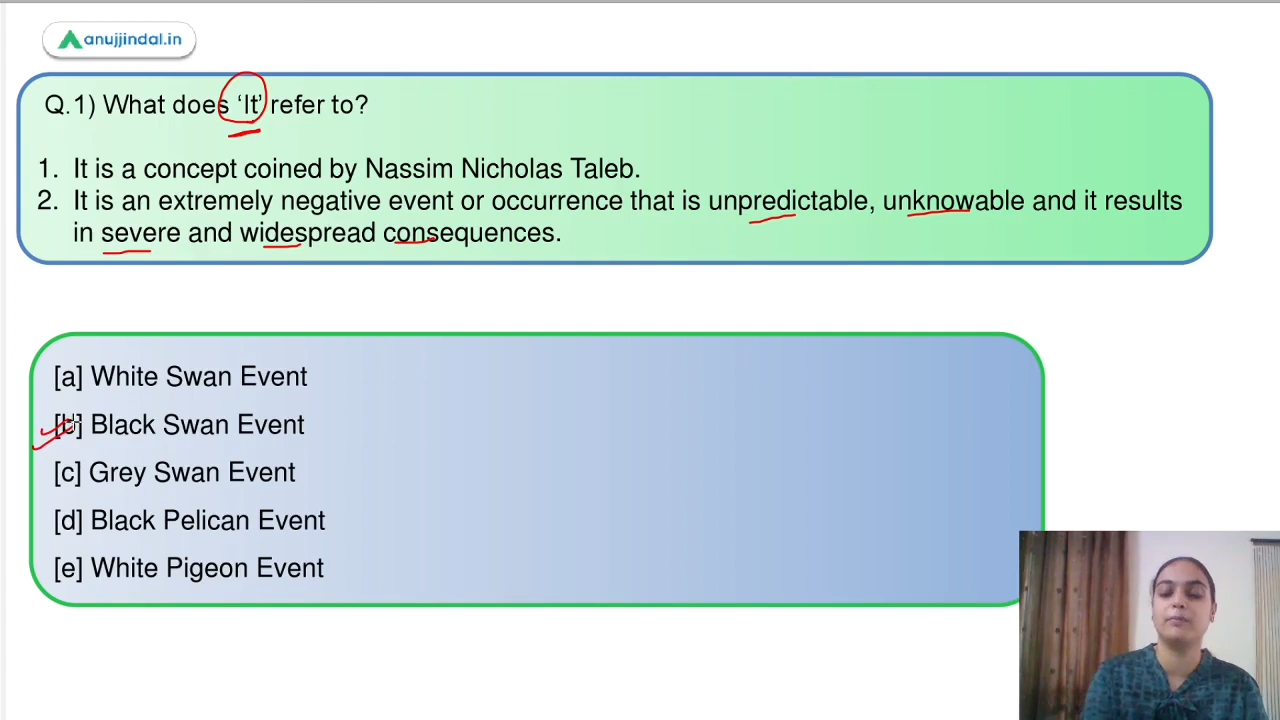 anujjindal.in
Q.1) What does ‘It’ refer to?
1. It is a concept coined by Nassim Nicholas Taleb.
2. It is an extremely negative event or occurrence that is unpredictable, unknowable and it results
in severe and widespread consequences.
[a] White Swan Event
[b] Black Swan Event
[c] Grey Swan Event
[d] Black Pelican Event
[e] White Pigeon Event